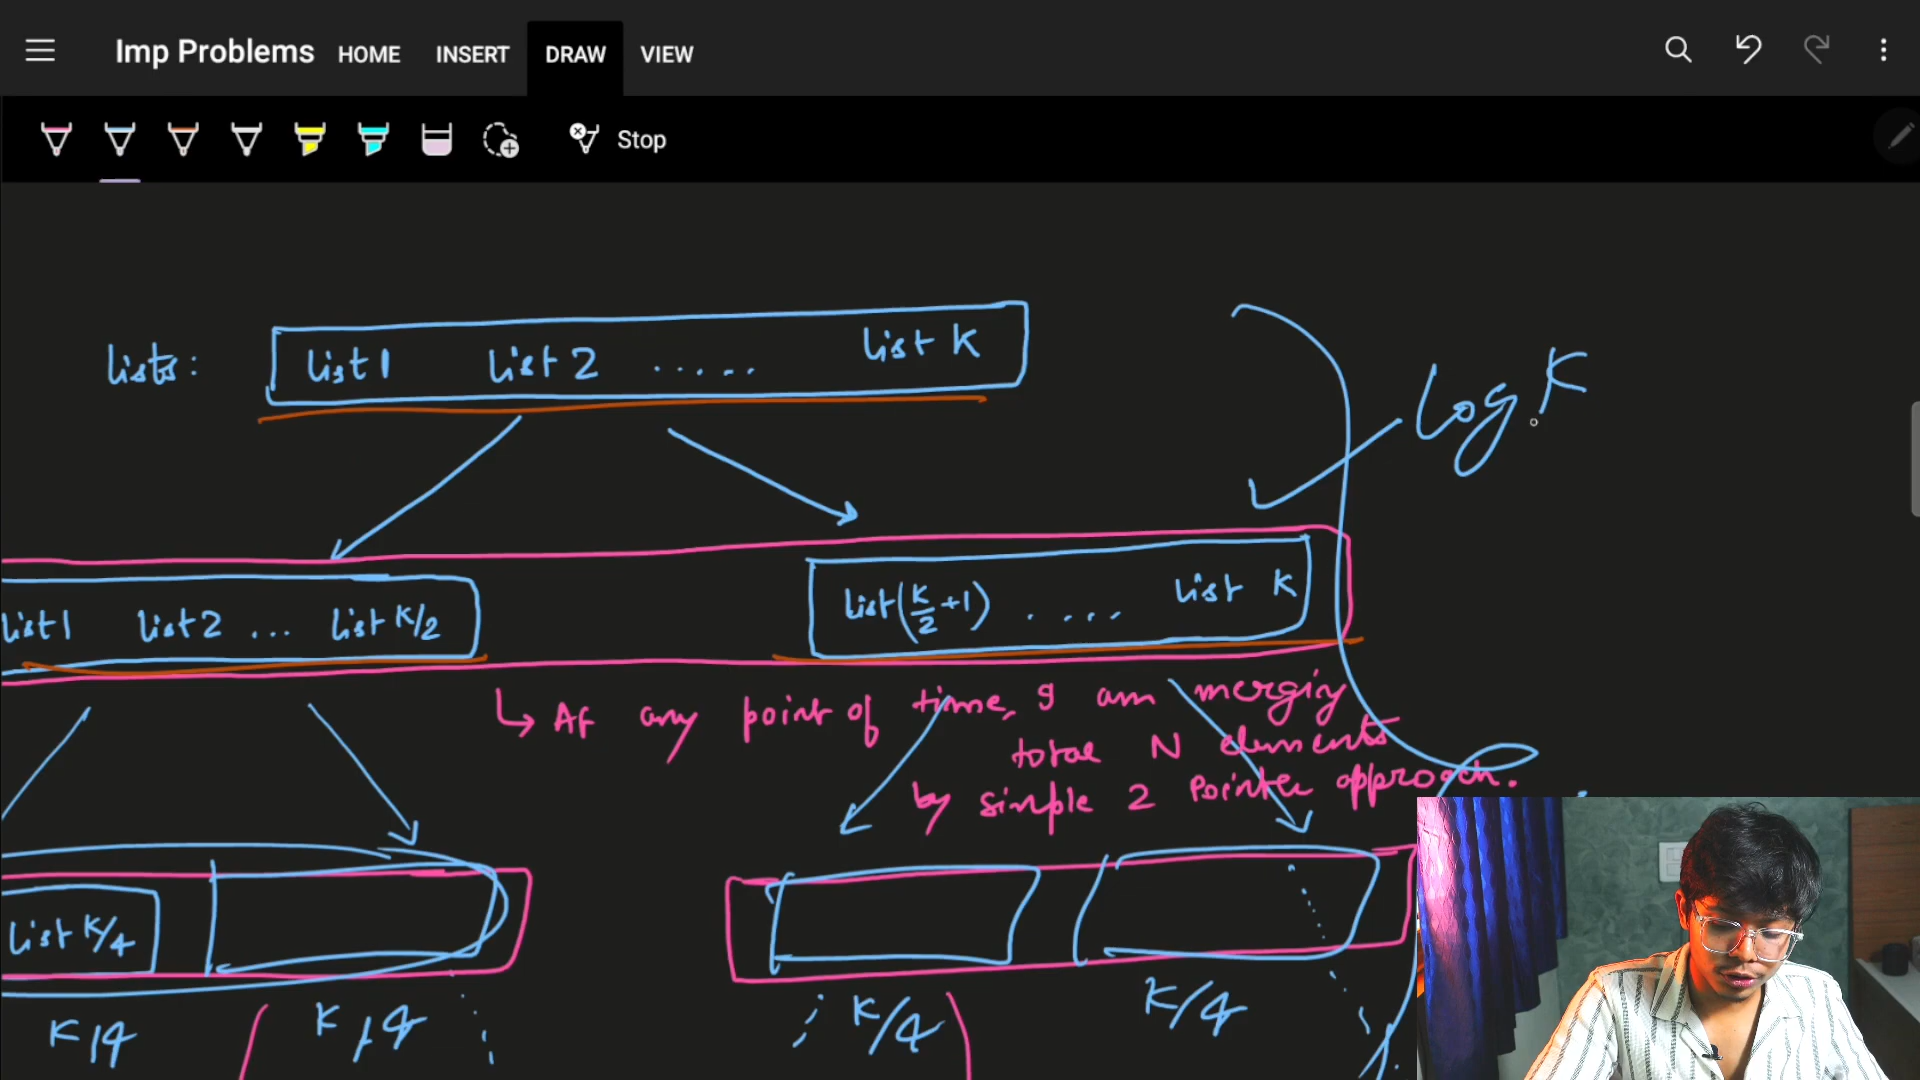 Imp Problems HOME INSERT DRAW VIEW
Stop
lists: list 1 list 2 ..... list K
log K
list 1 list 2 ... list K/2
list (K/2 + 1) .... list K
↳ At any point of time, I am merging
total N elements
by simple 2 Pointer approach.
list K/4
K/4 K/4 K/4 K/4